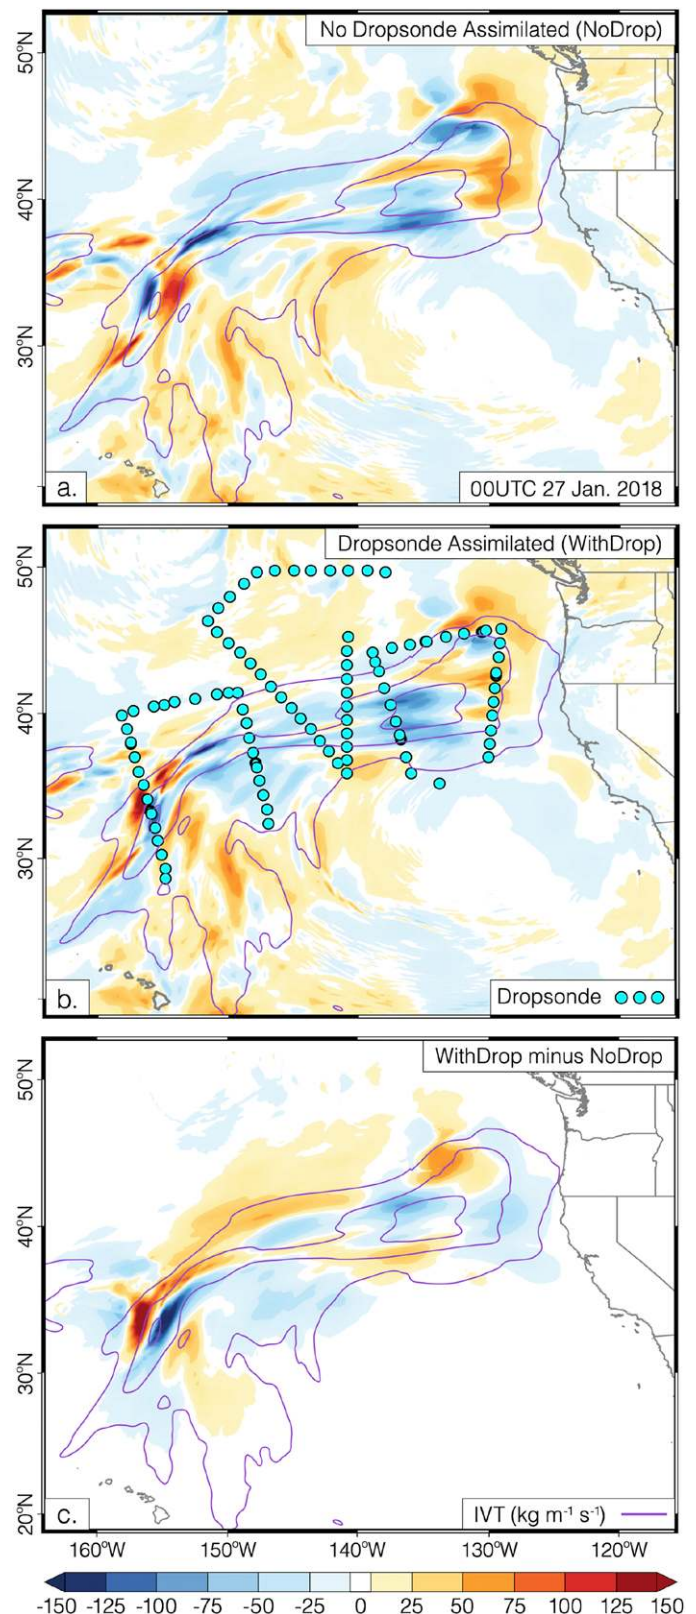 No Dropsonde Assimilated (NoDrop)
50°N
40°N
30°N
a.
00UTC 27 Jan. 2018
Dropsonde Assimilated (WithDrop)
50°N
40°N
30°N
b.
Dropsonde
WithDrop minus NoDrop
50°N
40°N
30°N
20°N
c.
IVT (kg m⁻¹ s⁻¹)
160°W 150°W 140°W 130°W 120°W
-150 -125 -100 -75 -50 -25 0 25 50 75 100 125 150